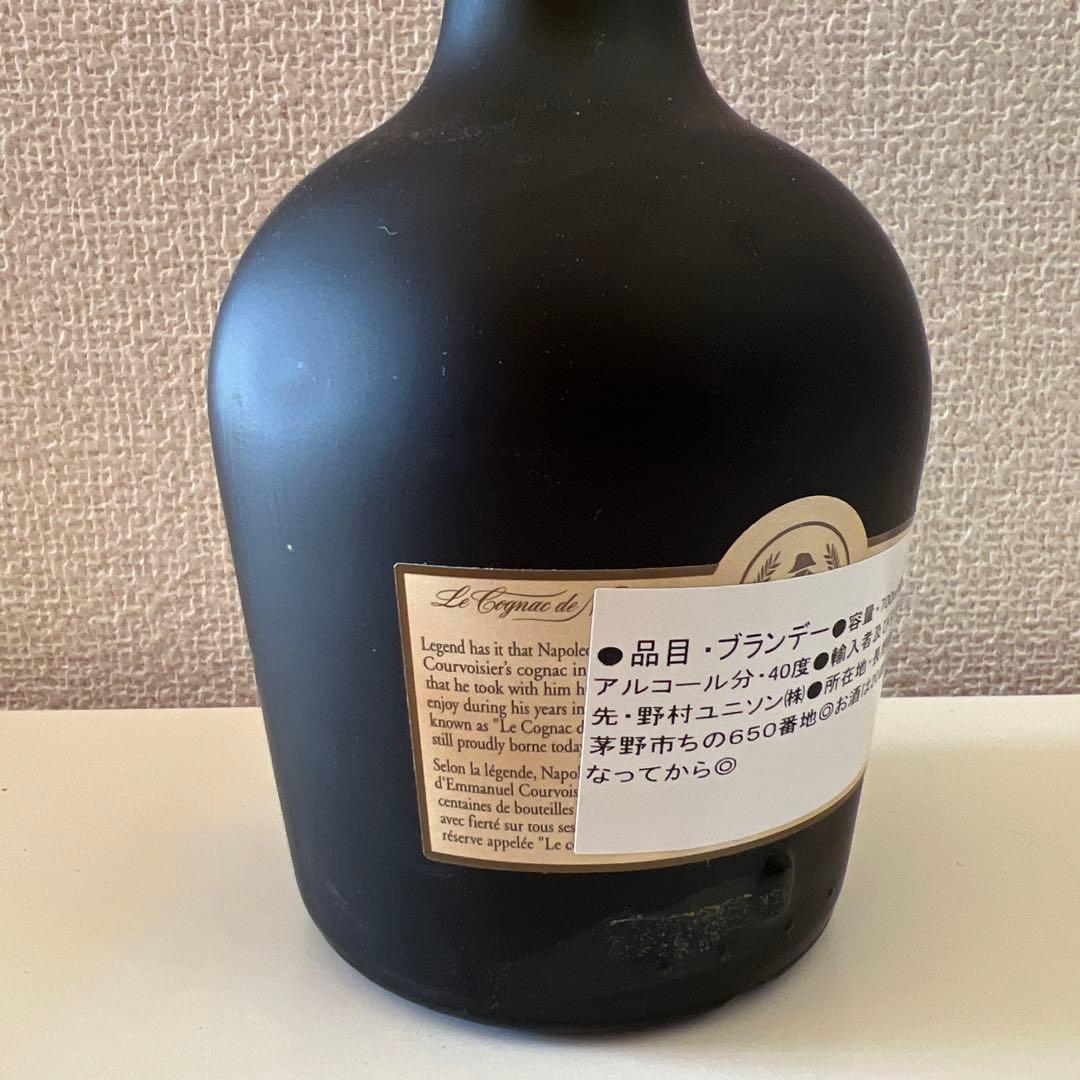 Le Cognac de
Legend has it that
Courvoisier's cognac in
that he took with him
enjoy during his years in
known as "Le Cognac
still proudly borne
Selon la légende,
d'Emmanuel
centaines de bouteilles
avec fierté sur tous ses
réserve appelée "Le
●品目・ブランデー●容量・
アルコール分・40度●輸入者及び
先・野村ユニソン㈱●所在地・長
茅野市ちの650番地◎お酒は
なってから◎